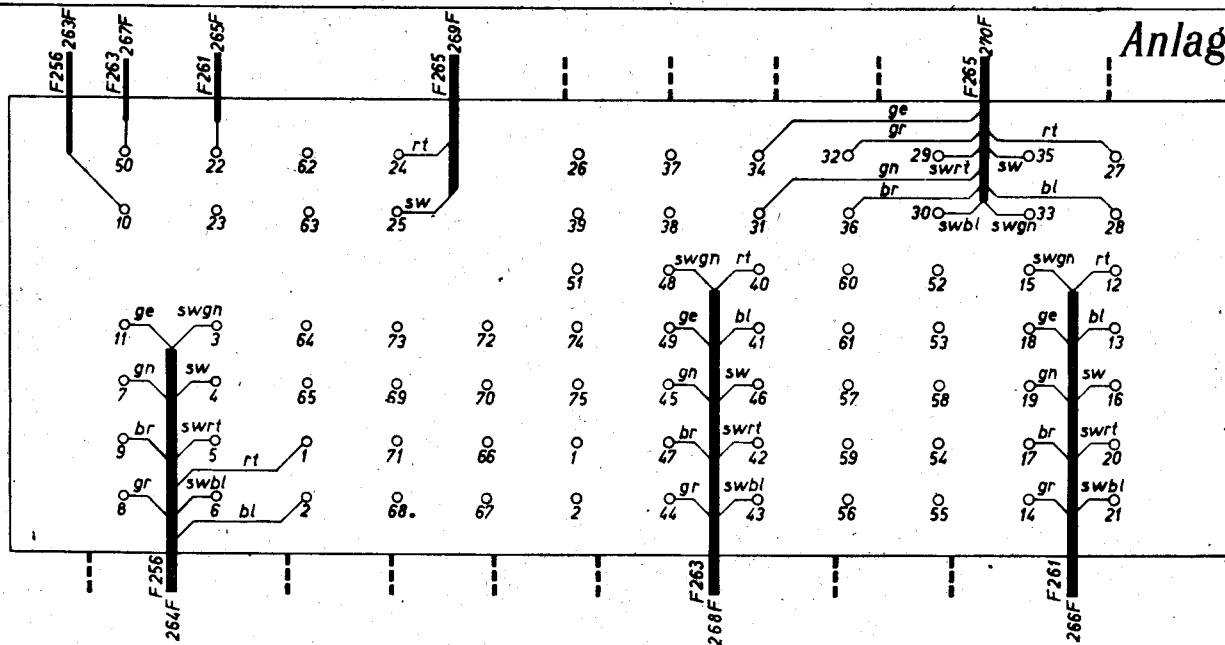 Anlag
F256 263F
F263 267F
F261 265F
F265 269F
F265 270F
ge
gr
rt
rt
50 22 62 24 26 37 34 32 29 swrt sw 35 27
gn
br
bl
sw
10 23 63 25 39 38 31 36 30 swbl swgn 33 28
swgn rt
swgn rt
51 48 40 60 52 15 12
ge swgn
ge bl
ge bl
11 3 64 73 72 74 49 41 61 53 18 13
gn sw
gn sw
gn sw
7 4 65 69 70 75 45 46 57 58 19 16
br swrt
br swrt
br swrt
9 5 rt 1 71 66 1 47 42 59 54 17 20
gr swbl
gr swbl
gr swbl
8 6 bl 2 68. 67 2 44 43 56 55 14 21
F256 264F
F263 268F
F261 266F